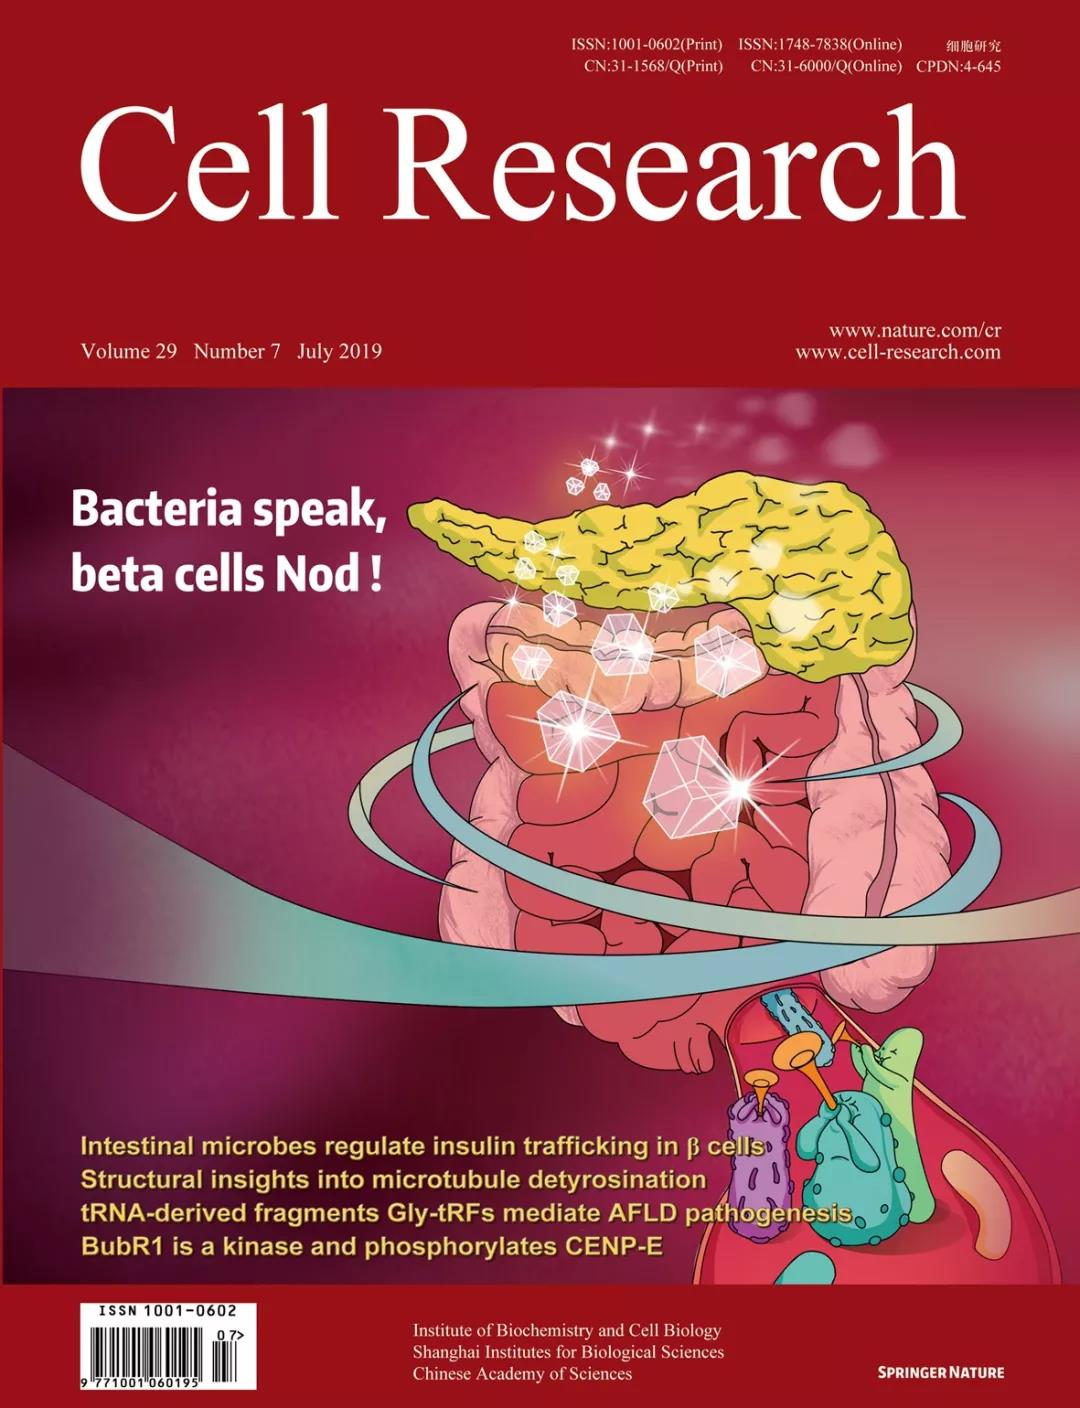 ISSN:1001-0602(Print) ISSN:1748-7838(Online) 细胞研究
CN:31-1568/Q(Print) CN:31-6000/Q(Online) CPDN:4-645
Cell Research
Volume 29 Number 7 July 2019
www.nature.com/cr
www.cell-research.com
Bacteria speak,
beta cells Nod !
Intestinal microbes regulate insulin trafficking in β cells
Structural insights into microtubule detyrosination
tRNA-derived fragments Gly-tRFs mediate AFLD pathogenesis
BubR1 is a kinase and phosphorylates CENP-E
ISSN 1001-0602
07>
9 771001 060195
Institute of Biochemistry and Cell Biology
Shanghai Institutes for Biological Sciences
Chinese Academy of Sciences
SPRINGER NATURE